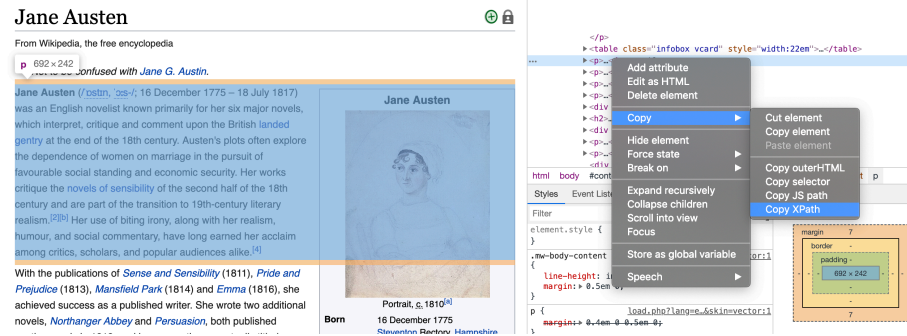 Jane Austen
From Wikipedia, the free encyclopedia
p 692 × 242
to be confused with Jane G. Austin.
Jane Austen (/ˈɒstɪn, ˈɔːs-/; 16 December 1775 – 18 July 1817)
was an English novelist known primarily for her six major novels,
which interpret, critique and comment upon the British landed
gentry at the end of the 18th century. Austen's plots often explore
the dependence of women on marriage in the pursuit of
favourable social standing and economic security. Her works
critique the novels of sensibility of the second half of the 18th
century and are part of the transition to 19th-century literary
realism.[2][b] Her use of biting irony, along with her realism,
humour, and social commentary, have long earned her acclaim
among critics, scholars, and popular audiences alike.[4]
With the publications of Sense and Sensibility (1811), Pride and
Prejudice (1813), Mansfield Park (1814) and Emma (1816), she
achieved success as a published writer. She wrote two additional
novels, Northanger Abbey and Persuasion, both published
Jane Austen
Portrait, c. 1810[a]
Born 16 December 1775
Steventon Rectory, Hampshire
</p>
<table class="infobox vcard" style="width:22em">…</table>
<p>
<p>…
<p>…
<p>…
<div
<h2>…
<div
<p>…
<p>…
<div
html body #cont t p
Styles Event Liste
Filter
element.style {
}
.mw-body-content or:1
{
line-height: in
margin: 0.5em 0
}
p { load.php?lang=e…&skin=vector:1
margin: 0.4em 0 0.5em 0;
Add attribute
Edit as HTML
Delete element
Copy
Hide element
Force state
Break on
Expand recursively
Collapse children
Scroll into view
Focus
Store as global variable
Speech
Cut element
Copy element
Paste element
Copy outerHTML
Copy selector
Copy JS path
Copy XPath
margin 7
border -
padding -
- - - 692 × 242 - - -
-
-
7